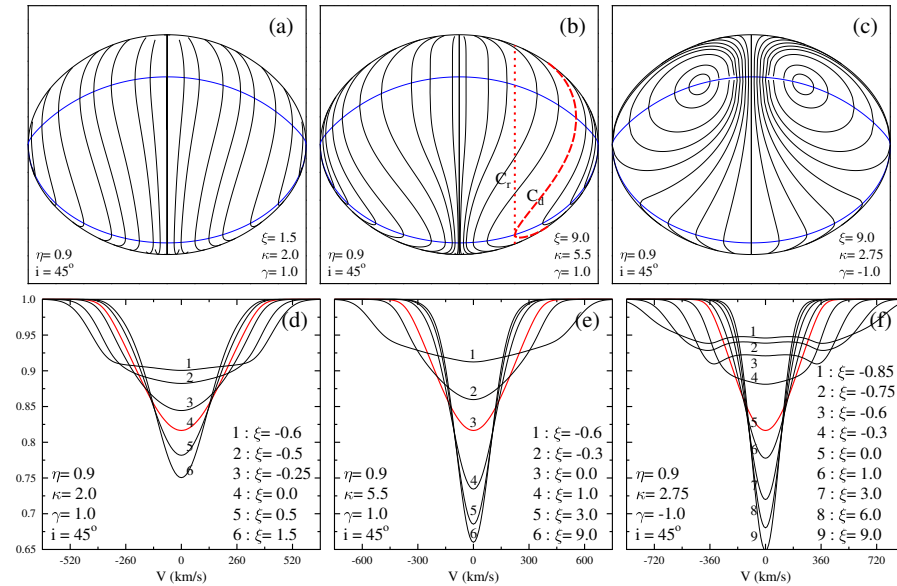 (a)
η= 0.9
i = 45°
ξ= 1.5
κ= 2.0
γ= 1.0
(b)
C_r
C_d
η= 0.9
i = 45°
ξ= 9.0
κ= 5.5
γ= 1.0
(c)
η= 0.9
i = 45°
ξ= 9.0
κ= 2.75
γ= -1.0
1.0
0.95
0.90
0.85
0.8
0.75
0.7
0.65
(d)
1
2
3
4
5
6
η= 0.9
κ= 2.0
γ= 1.0
i = 45°
1 : ξ= -0.6
2 : ξ= -0.5
3 : ξ= -0.25
4 : ξ= 0.0
5 : ξ= 0.5
6 : ξ= 1.5
-520 -260 0 260 520
V (km/s)
(e)
1
2
3
4
5
6
η= 0.9
κ= 5.5
γ= 1.0
i = 45°
1 : ξ= -0.6
2 : ξ= -0.3
3 : ξ= 0.0
4 : ξ= 1.0
5 : ξ= 3.0
6 : ξ= 9.0
-600 -300 0 300 600
V (km/s)
(f)
1
2
3
4
5
6
7
8
9
η= 0.9
κ= 2.75
γ= -1.0
i = 45°
1 : ξ= -0.85
2 : ξ= -0.75
3 : ξ= -0.6
4 : ξ= -0.3
5 : ξ= 0.0
6 : ξ= 1.0
7 : ξ= 3.0
8 : ξ= 6.0
9 : ξ= 9.0
-720 -360 0 360 720
V (km/s)